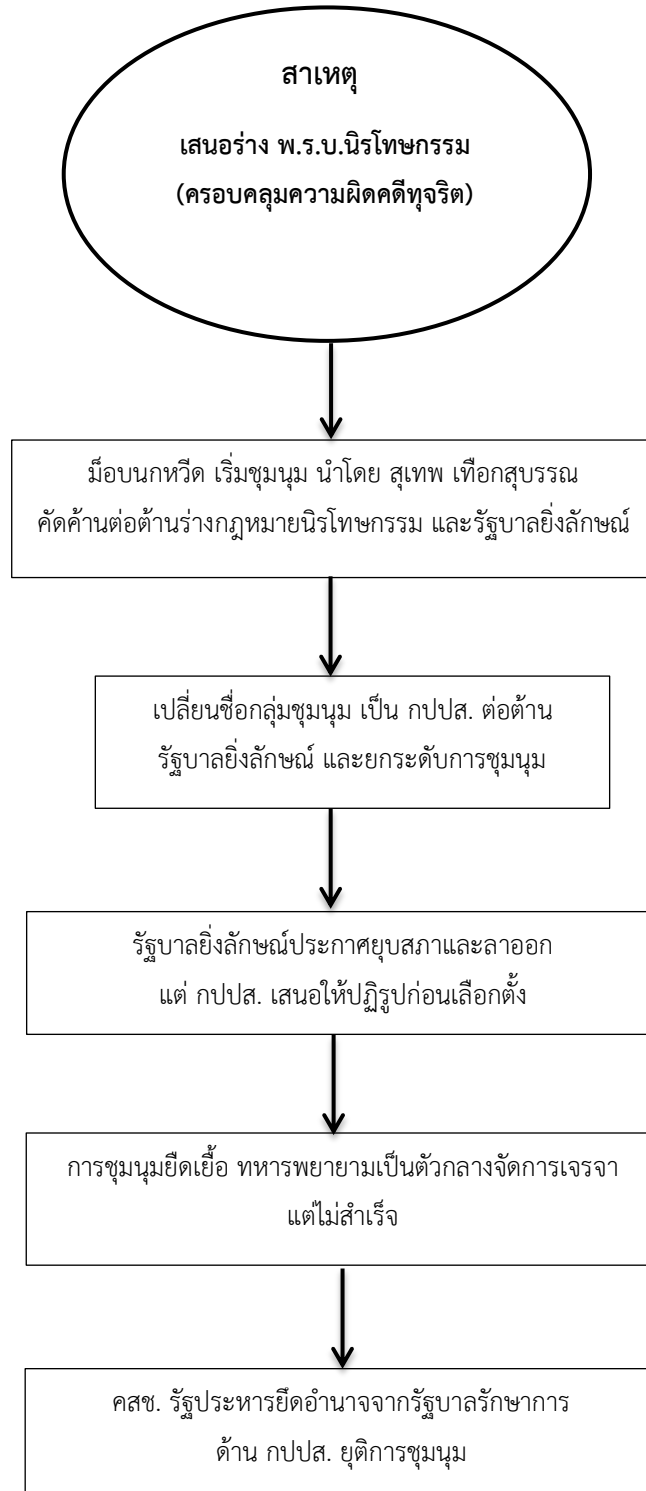 สาเหตุ
เสนอร่าง พ.ร.บ.นิรโทษกรรม
(ครอบคลุมความผิดคดีทุจริต)
ม็อบนกหวีด เริ่มชุมนุม นำโดย สุเทพ เทือกสุบรรณ
คัดค้านต่อต้านร่างกฎหมายนิรโทษกรรม และรัฐบาลยิ่งลักษณ์
เปลี่ยนชื่อกลุ่มชุมนุม เป็น กปปส. ต่อต้าน
รัฐบาลยิ่งลักษณ์ และยกระดับการชุมนุม
รัฐบาลยิ่งลักษณ์ประกาศยุบสภาและลาออก
แต่ กปปส. เสนอให้ปฏิรูปก่อนเลือกตั้ง
การชุมนุมยืดเยื้อ ทหารพยายามเป็นตัวกลางจัดการเจรจา
แต่ไม่สำเร็จ
คสช. รัฐประหารยึดอำนาจจากรัฐบาลรักษาการ
ด้าน กปปส. ยุติการชุมนุม